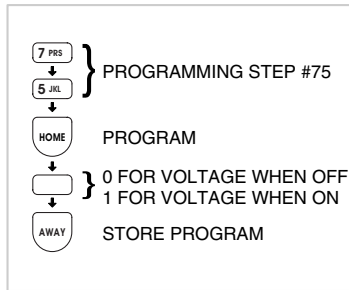 7 PRS
PROGRAMMING STEP #75
5 JKL
HOME
PROGRAM
0 FOR VOLTAGE WHEN OFF
1 FOR VOLTAGE WHEN ON
AWAY
STORE PROGRAM